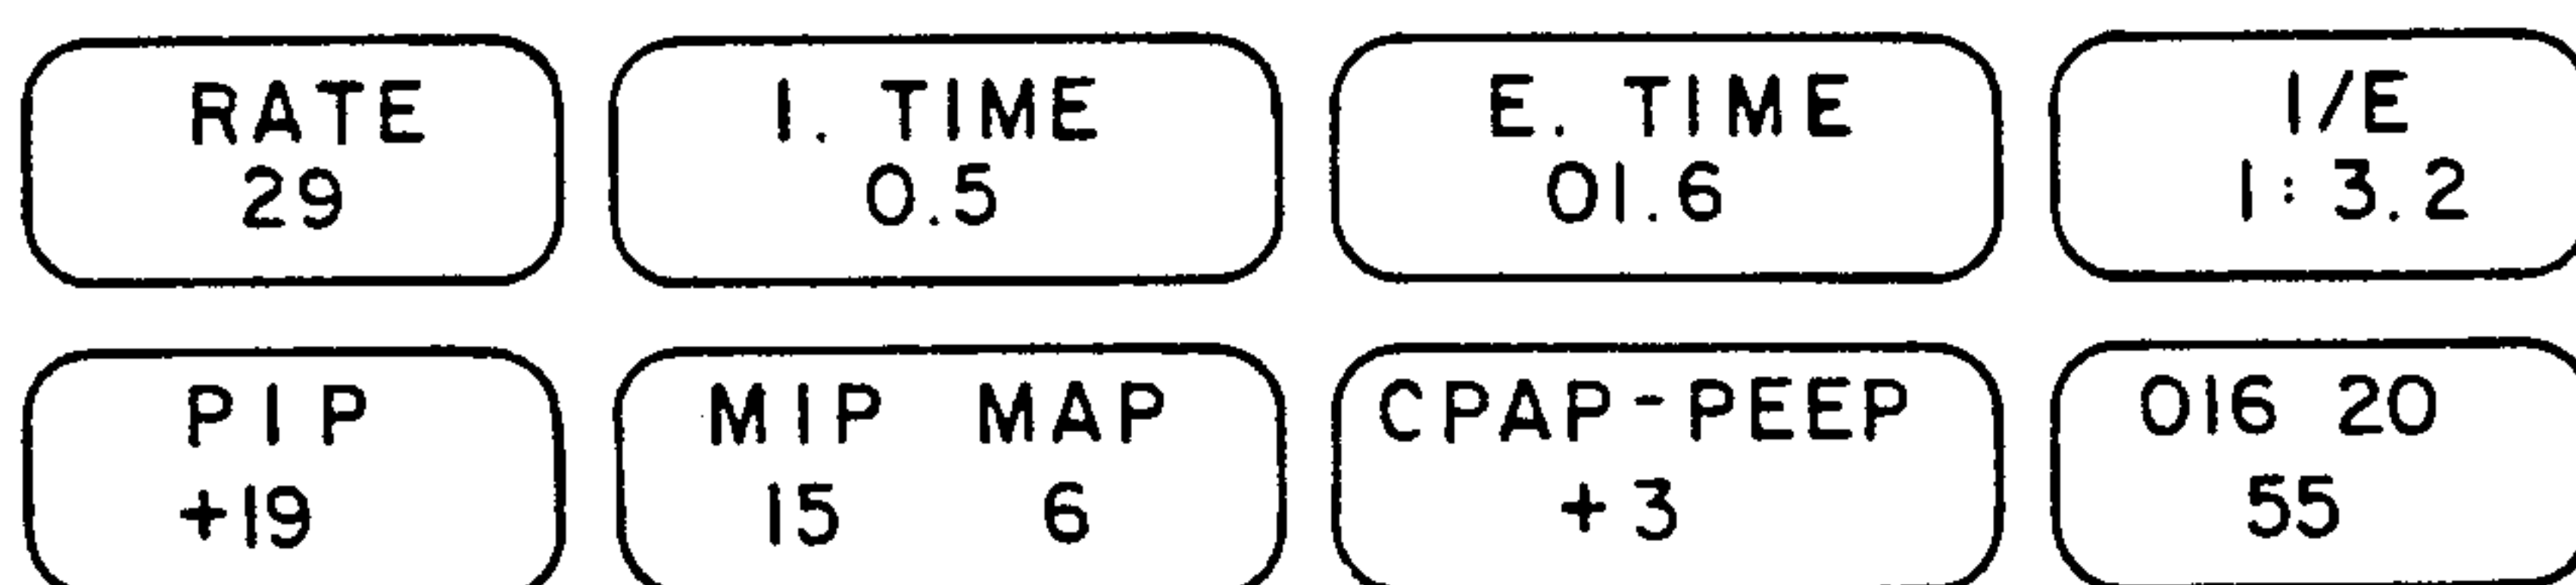 RATE
29
I. TIME
0.5
E. TIME
01.6
I/E
1:3.2
PIP
+19
MIP MAP
15 6
CPAP-PEEP
+3
016 20
55